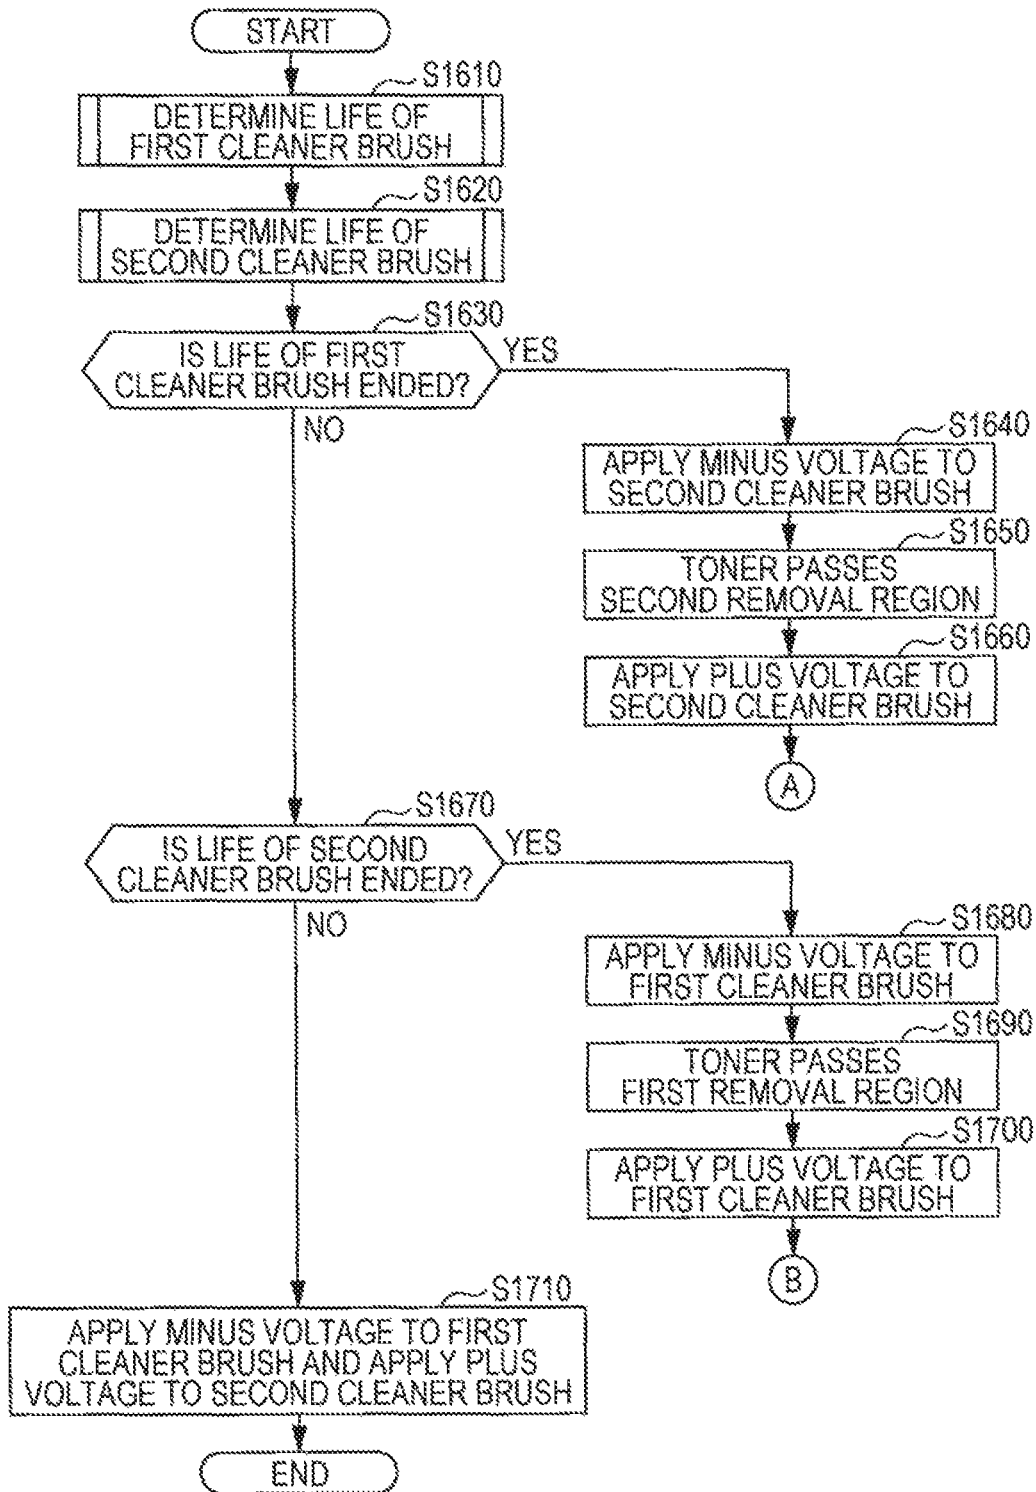 START
S1610
DETERMINE LIFE OF
FIRST CLEANER BRUSH
S1620
DETERMINE LIFE OF
SECOND CLEANER BRUSH
S1630
IS LIFE OF FIRST
CLEANER BRUSH ENDED?
YES
NO
S1640
APPLY MINUS VOLTAGE TO
SECOND CLEANER BRUSH
S1650
TONER PASSES
SECOND REMOVAL REGION
S1660
APPLY PLUS VOLTAGE TO
SECOND CLEANER BRUSH
A
S1670
IS LIFE OF SECOND
CLEANER BRUSH ENDED?
YES
NO
S1680
APPLY MINUS VOLTAGE TO
FIRST CLEANER BRUSH
S1690
TONER PASSES
FIRST REMOVAL REGION
S1700
APPLY PLUS VOLTAGE TO
FIRST CLEANER BRUSH
B
S1710
APPLY MINUS VOLTAGE TO FIRST
CLEANER BRUSH AND APPLY PLUS
VOLTAGE TO SECOND CLEANER BRUSH
END